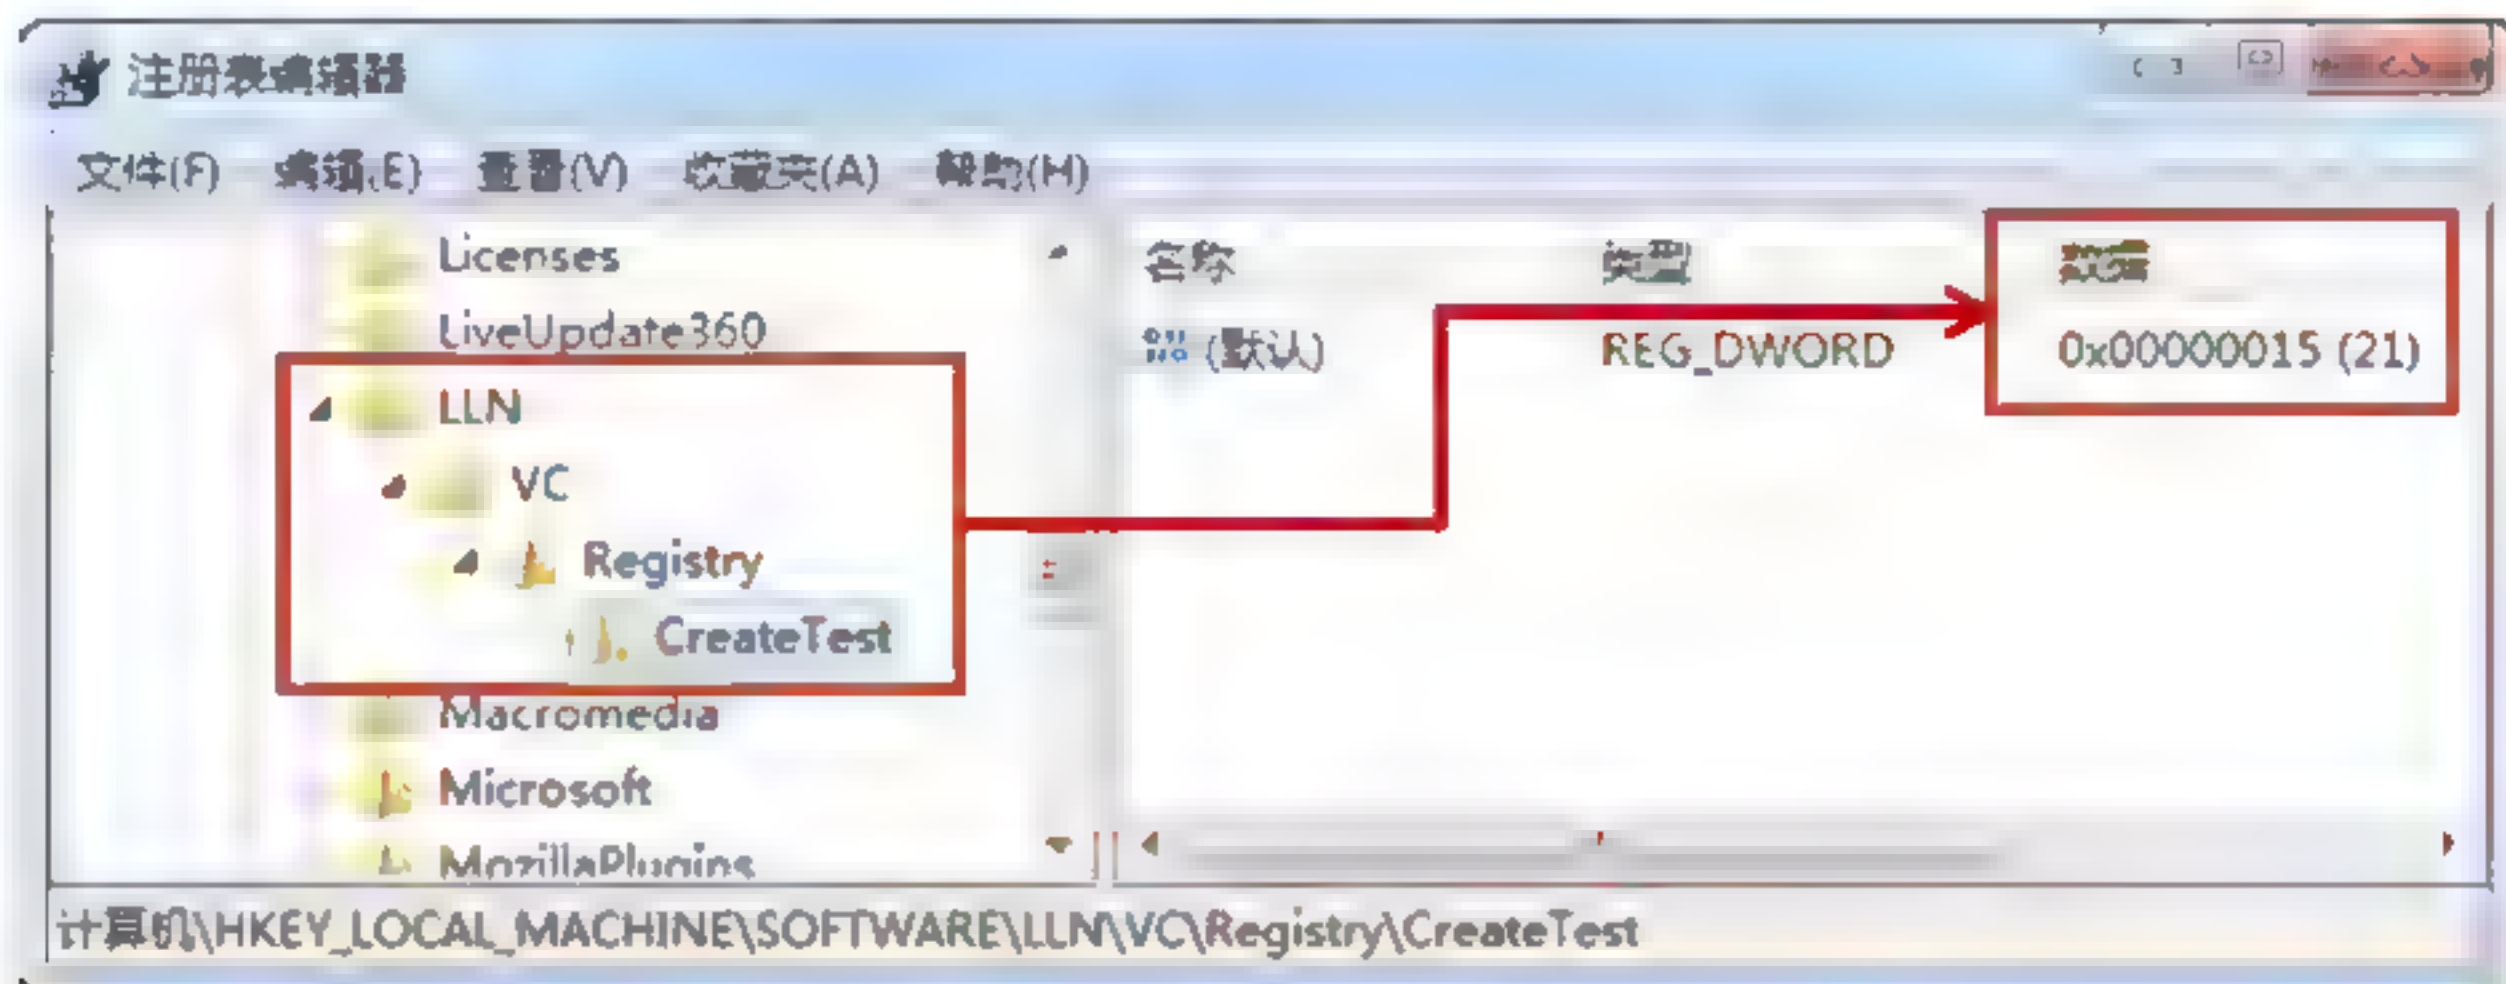 注册表编辑器
文件(F) 编辑(E) 查看(V) 收藏夹(A) 帮助(H)
Licenses
LiveUpdate360
LLN
VC
Registry
CreateTest
Macromedia
Microsoft
MozillaPlugins
名称 类型 数据
(默认) REG_DWORD 0x00000015 (21)
计算机\HKEY_LOCAL_MACHINE\SOFTWARE\LLN\VC\Registry\CreateTest